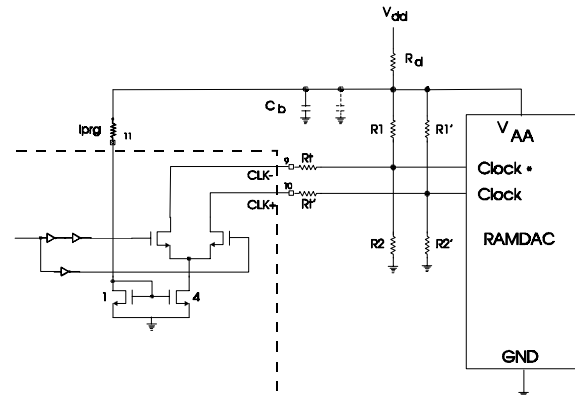 Vdd
Rd
Cb
R1
R1'
VAA
Iprg
11
9
Rt
CLK-
Clock *
10
Rt'
CLK+
Clock
RAMDAC
R2
R2'
1
4
GND